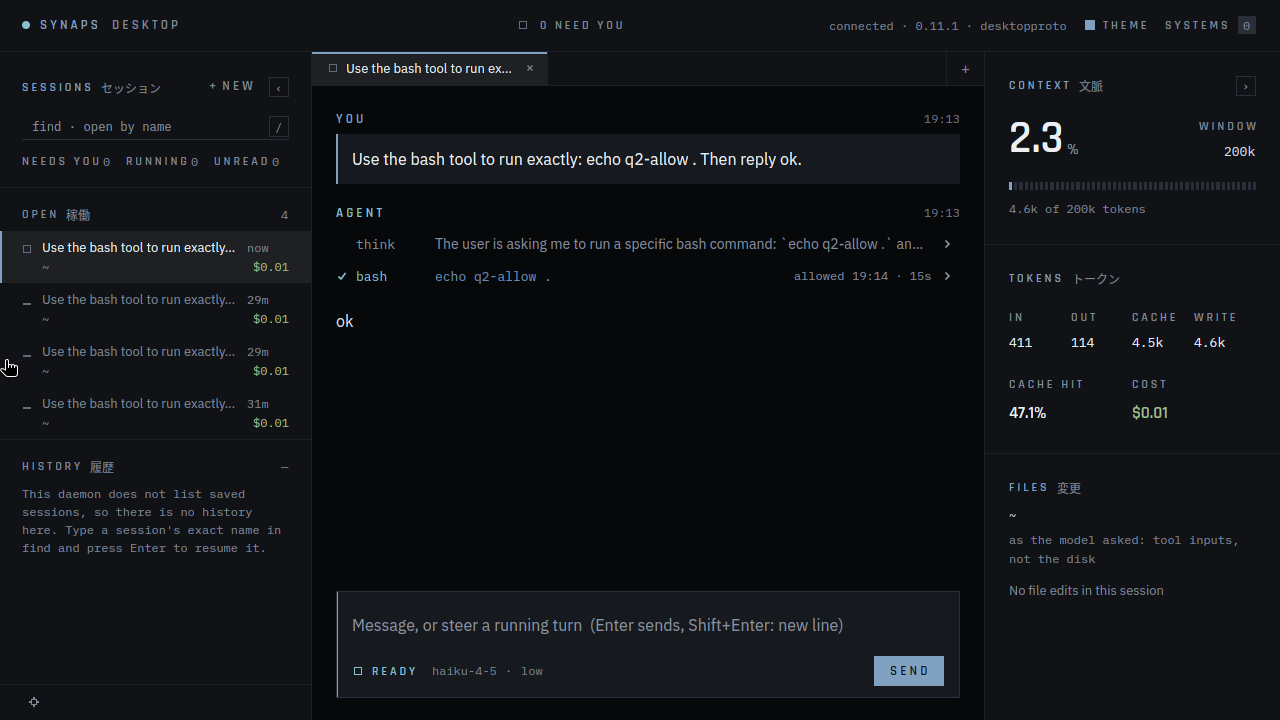 SYNAPS DESKTOP
0 NEED YOU
connected · 0.11.1 · desktopproto
THEME
SYSTEMS 0
SESSIONS セッション
+ NEW
‹
find · open by name
/
NEEDS YOU 0 RUNNING 0 UNREAD 0
OPEN 稼働 4
Use the bash tool to run exactly... now
~ $0.01
Use the bash tool to run exactly... 29m
~ $0.01
Use the bash tool to run exactly... 29m
~ $0.01
Use the bash tool to run exactly... 31m
~ $0.01
HISTORY 履歴 —
This daemon does not list saved
sessions, so there is no history
here. Type a session's exact name in
find and press Enter to resume it.
Use the bash tool to run ex... ×
+
YOU 19:13
Use the bash tool to run exactly: echo q2-allow . Then reply ok.
AGENT 19:13
think The user is asking me to run a specific bash command: `echo q2-allow .` an... ›
bash echo q2-allow . allowed 19:14 · 15s ›
ok
Message, or steer a running turn (Enter sends, Shift+Enter: new line)
READY haiku-4-5 · low
SEND
CONTEXT 文脈
›
2.3 %
WINDOW
200k
4.6k of 200k tokens
TOKENS トークン
IN OUT CACHE WRITE
411 114 4.5k 4.6k
CACHE HIT COST
47.1% $0.01
FILES 変更
~
as the model asked: tool inputs,
not the disk
No file edits in this session